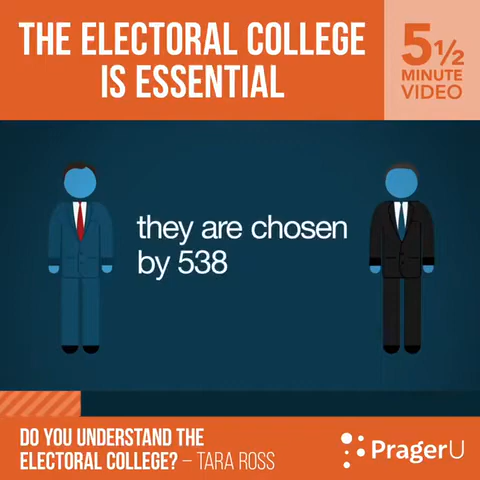 THE ELECTORAL COLLEGE
IS ESSENTIAL
5½
MINUTE
VIDEO
they are chosen
by 538
DO YOU UNDERSTAND THE
ELECTORAL COLLEGE? – TARA ROSS
PragerU